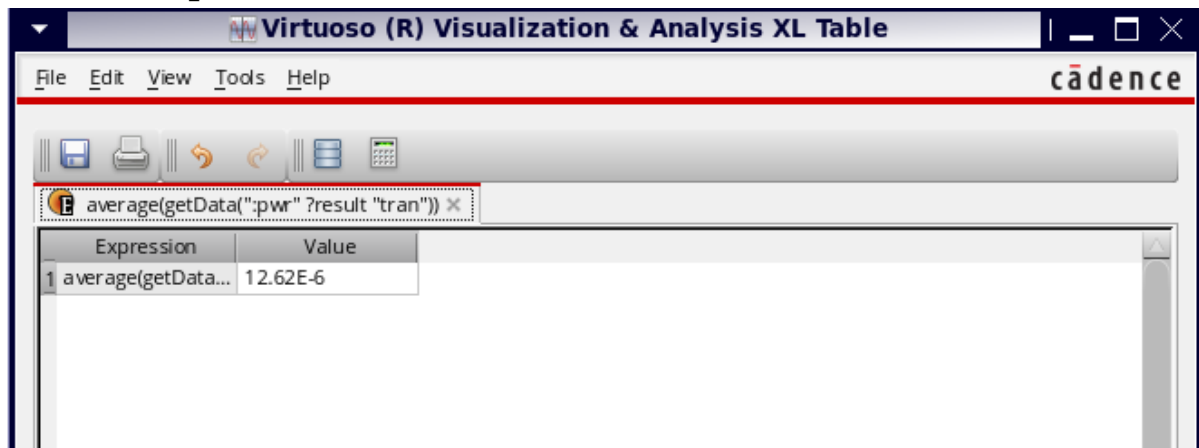 Virtuoso (R) Visualization & Analysis XL Table
File Edit View Tools Help
cādence
average(getData(":pwr" ?result "tran"))
Expression Value
1 average(getData... 12.62E-6